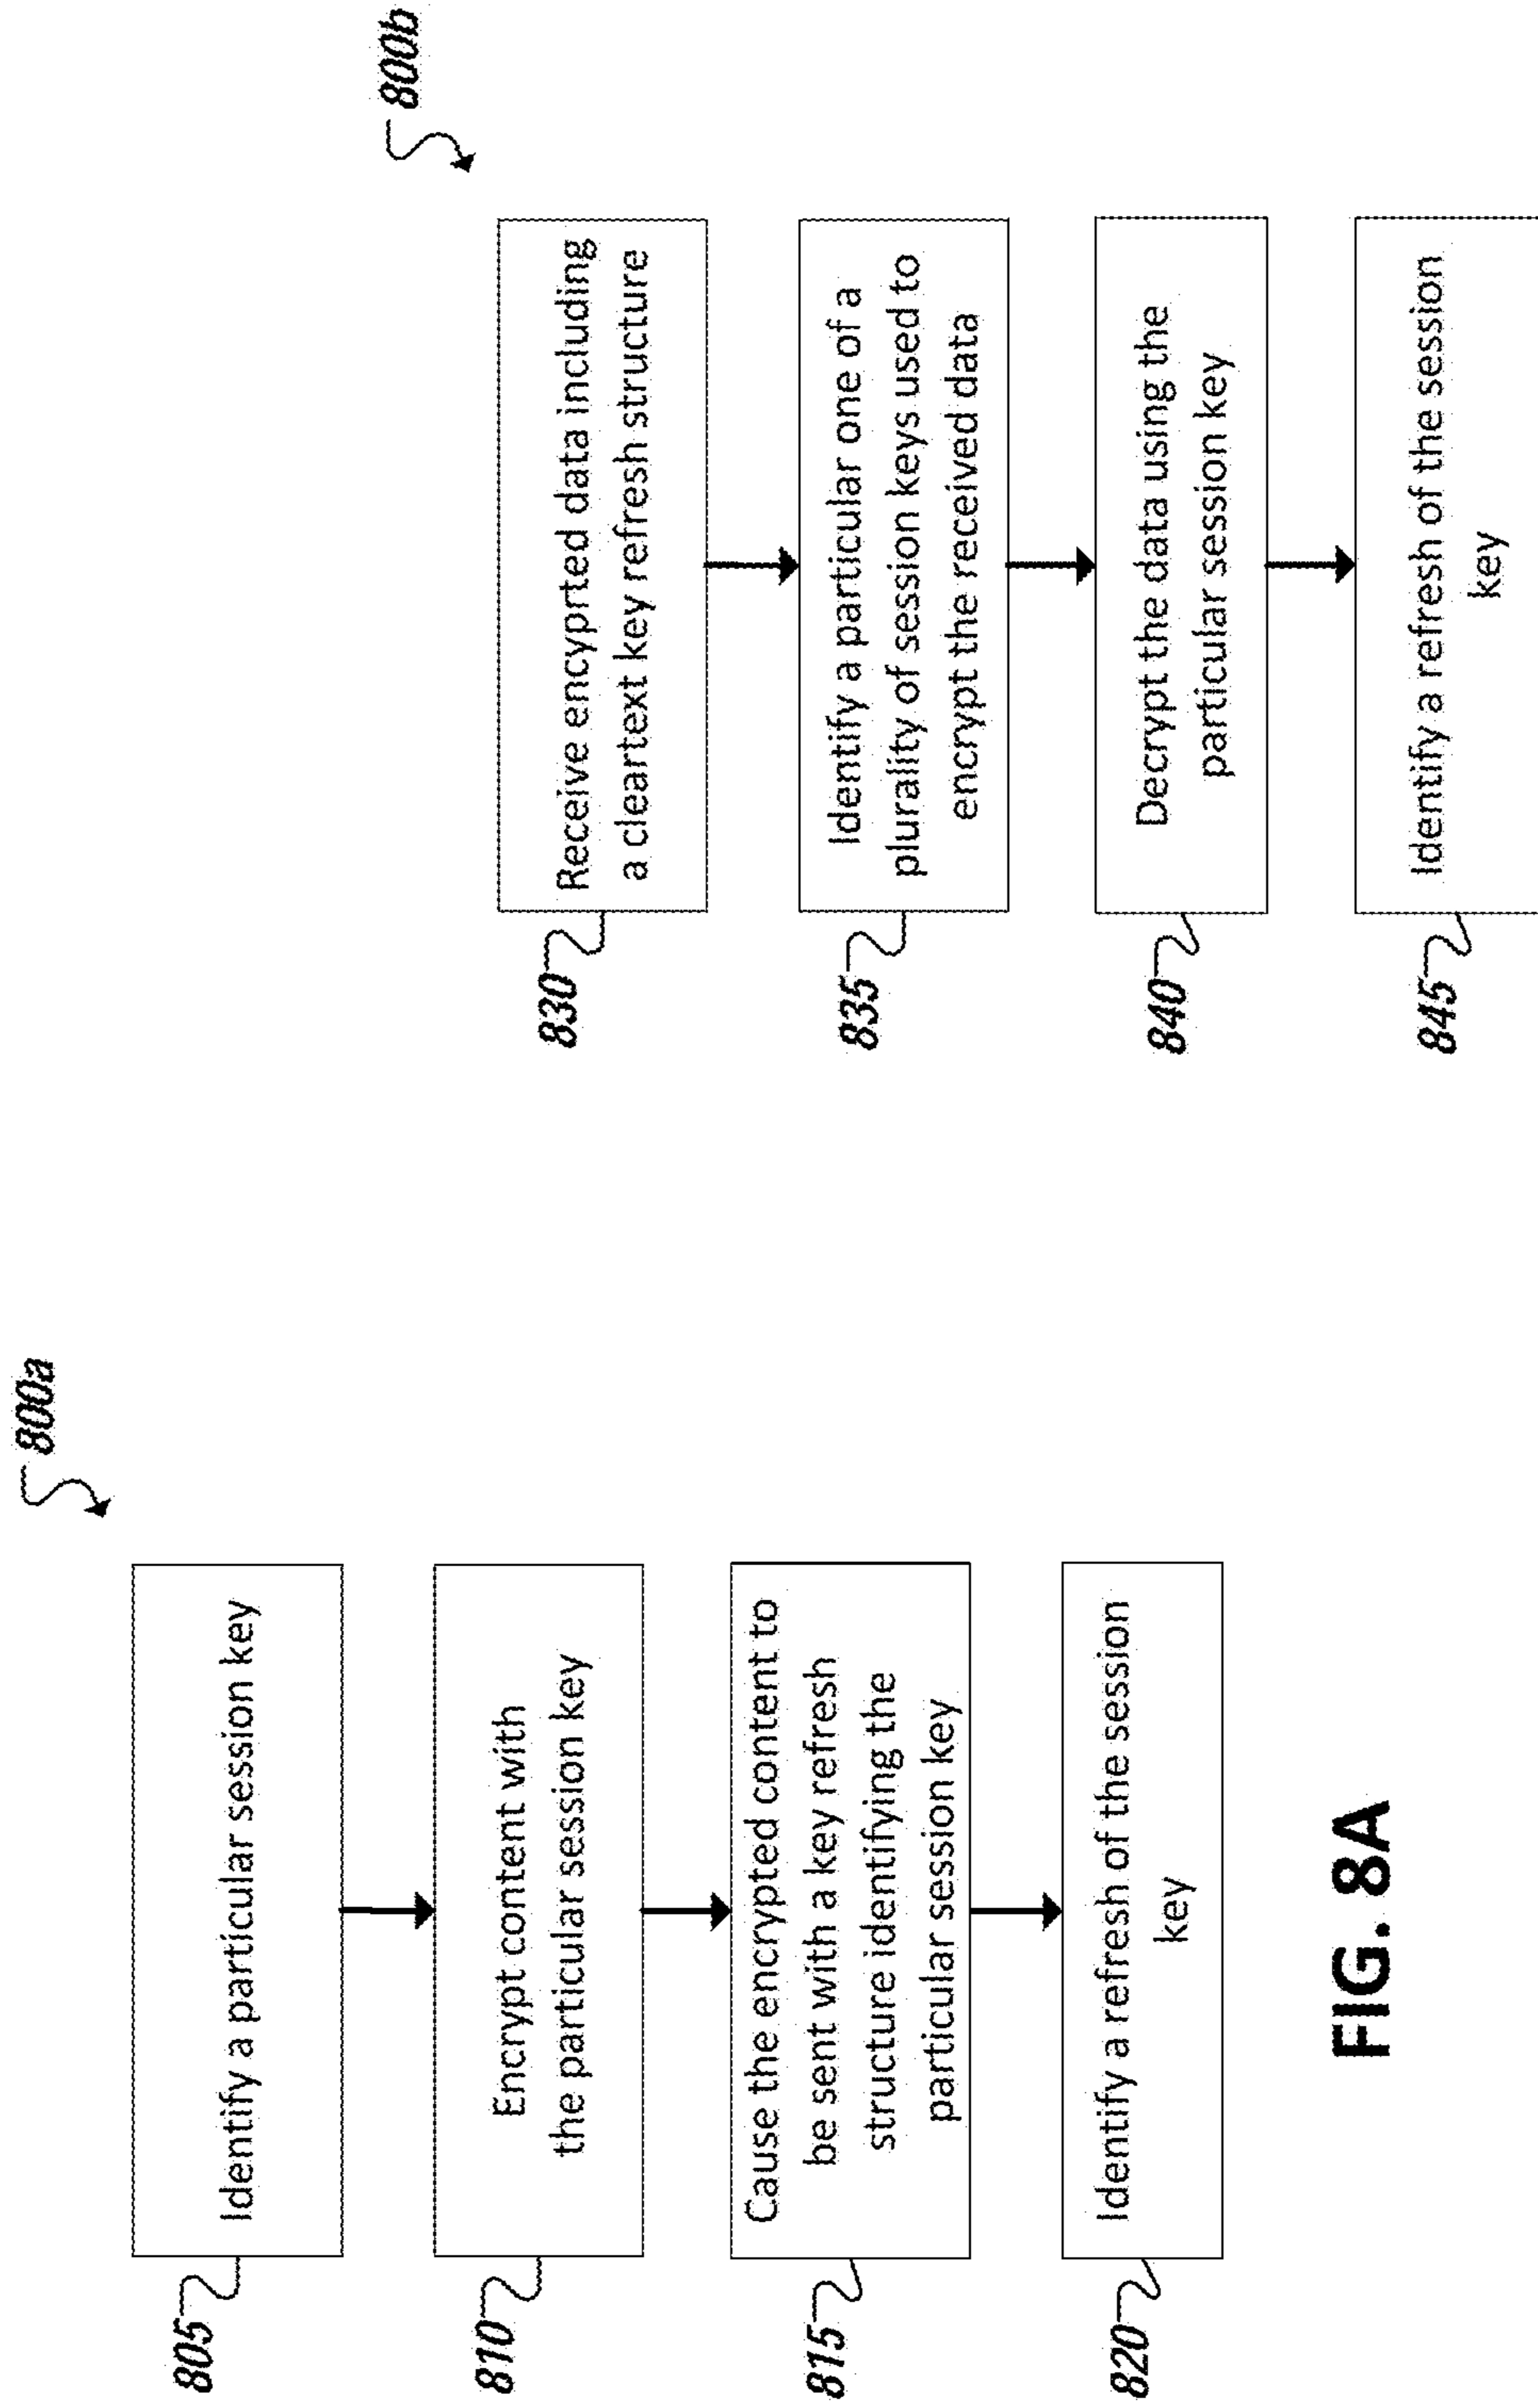 800a
805
Identify a particular session key
810
Encrypt content with
the particular session key
815
Cause the encrypted content to
be sent with a key refresh
structure identifying the
particular session key
820
Identify a refresh of the session
key
FIG. 8A
800b
830
Receive encyprted data including
a cleartext key refresh structure
835
Identify a particular one of a
plurality of session keys used to
encrypt the received data
840
Decrypt the data using the
particular session key
845
Identify a refresh of the session
key